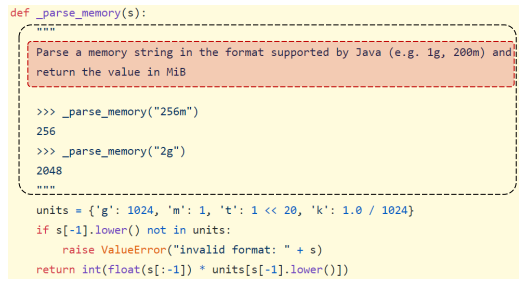 def _parse_memory(s):
    """
    Parse a memory string in the format supported by Java (e.g. 1g, 200m) and
    return the value in MiB

    >>> _parse_memory("256m")
    256
    >>> _parse_memory("2g")
    2048
    """
    units = {'g': 1024, 'm': 1, 't': 1 << 20, 'k': 1.0 / 1024}
    if s[-1].lower() not in units:
        raise ValueError("invalid format: " + s)
    return int(float(s[:-1]) * units[s[-1].lower()])